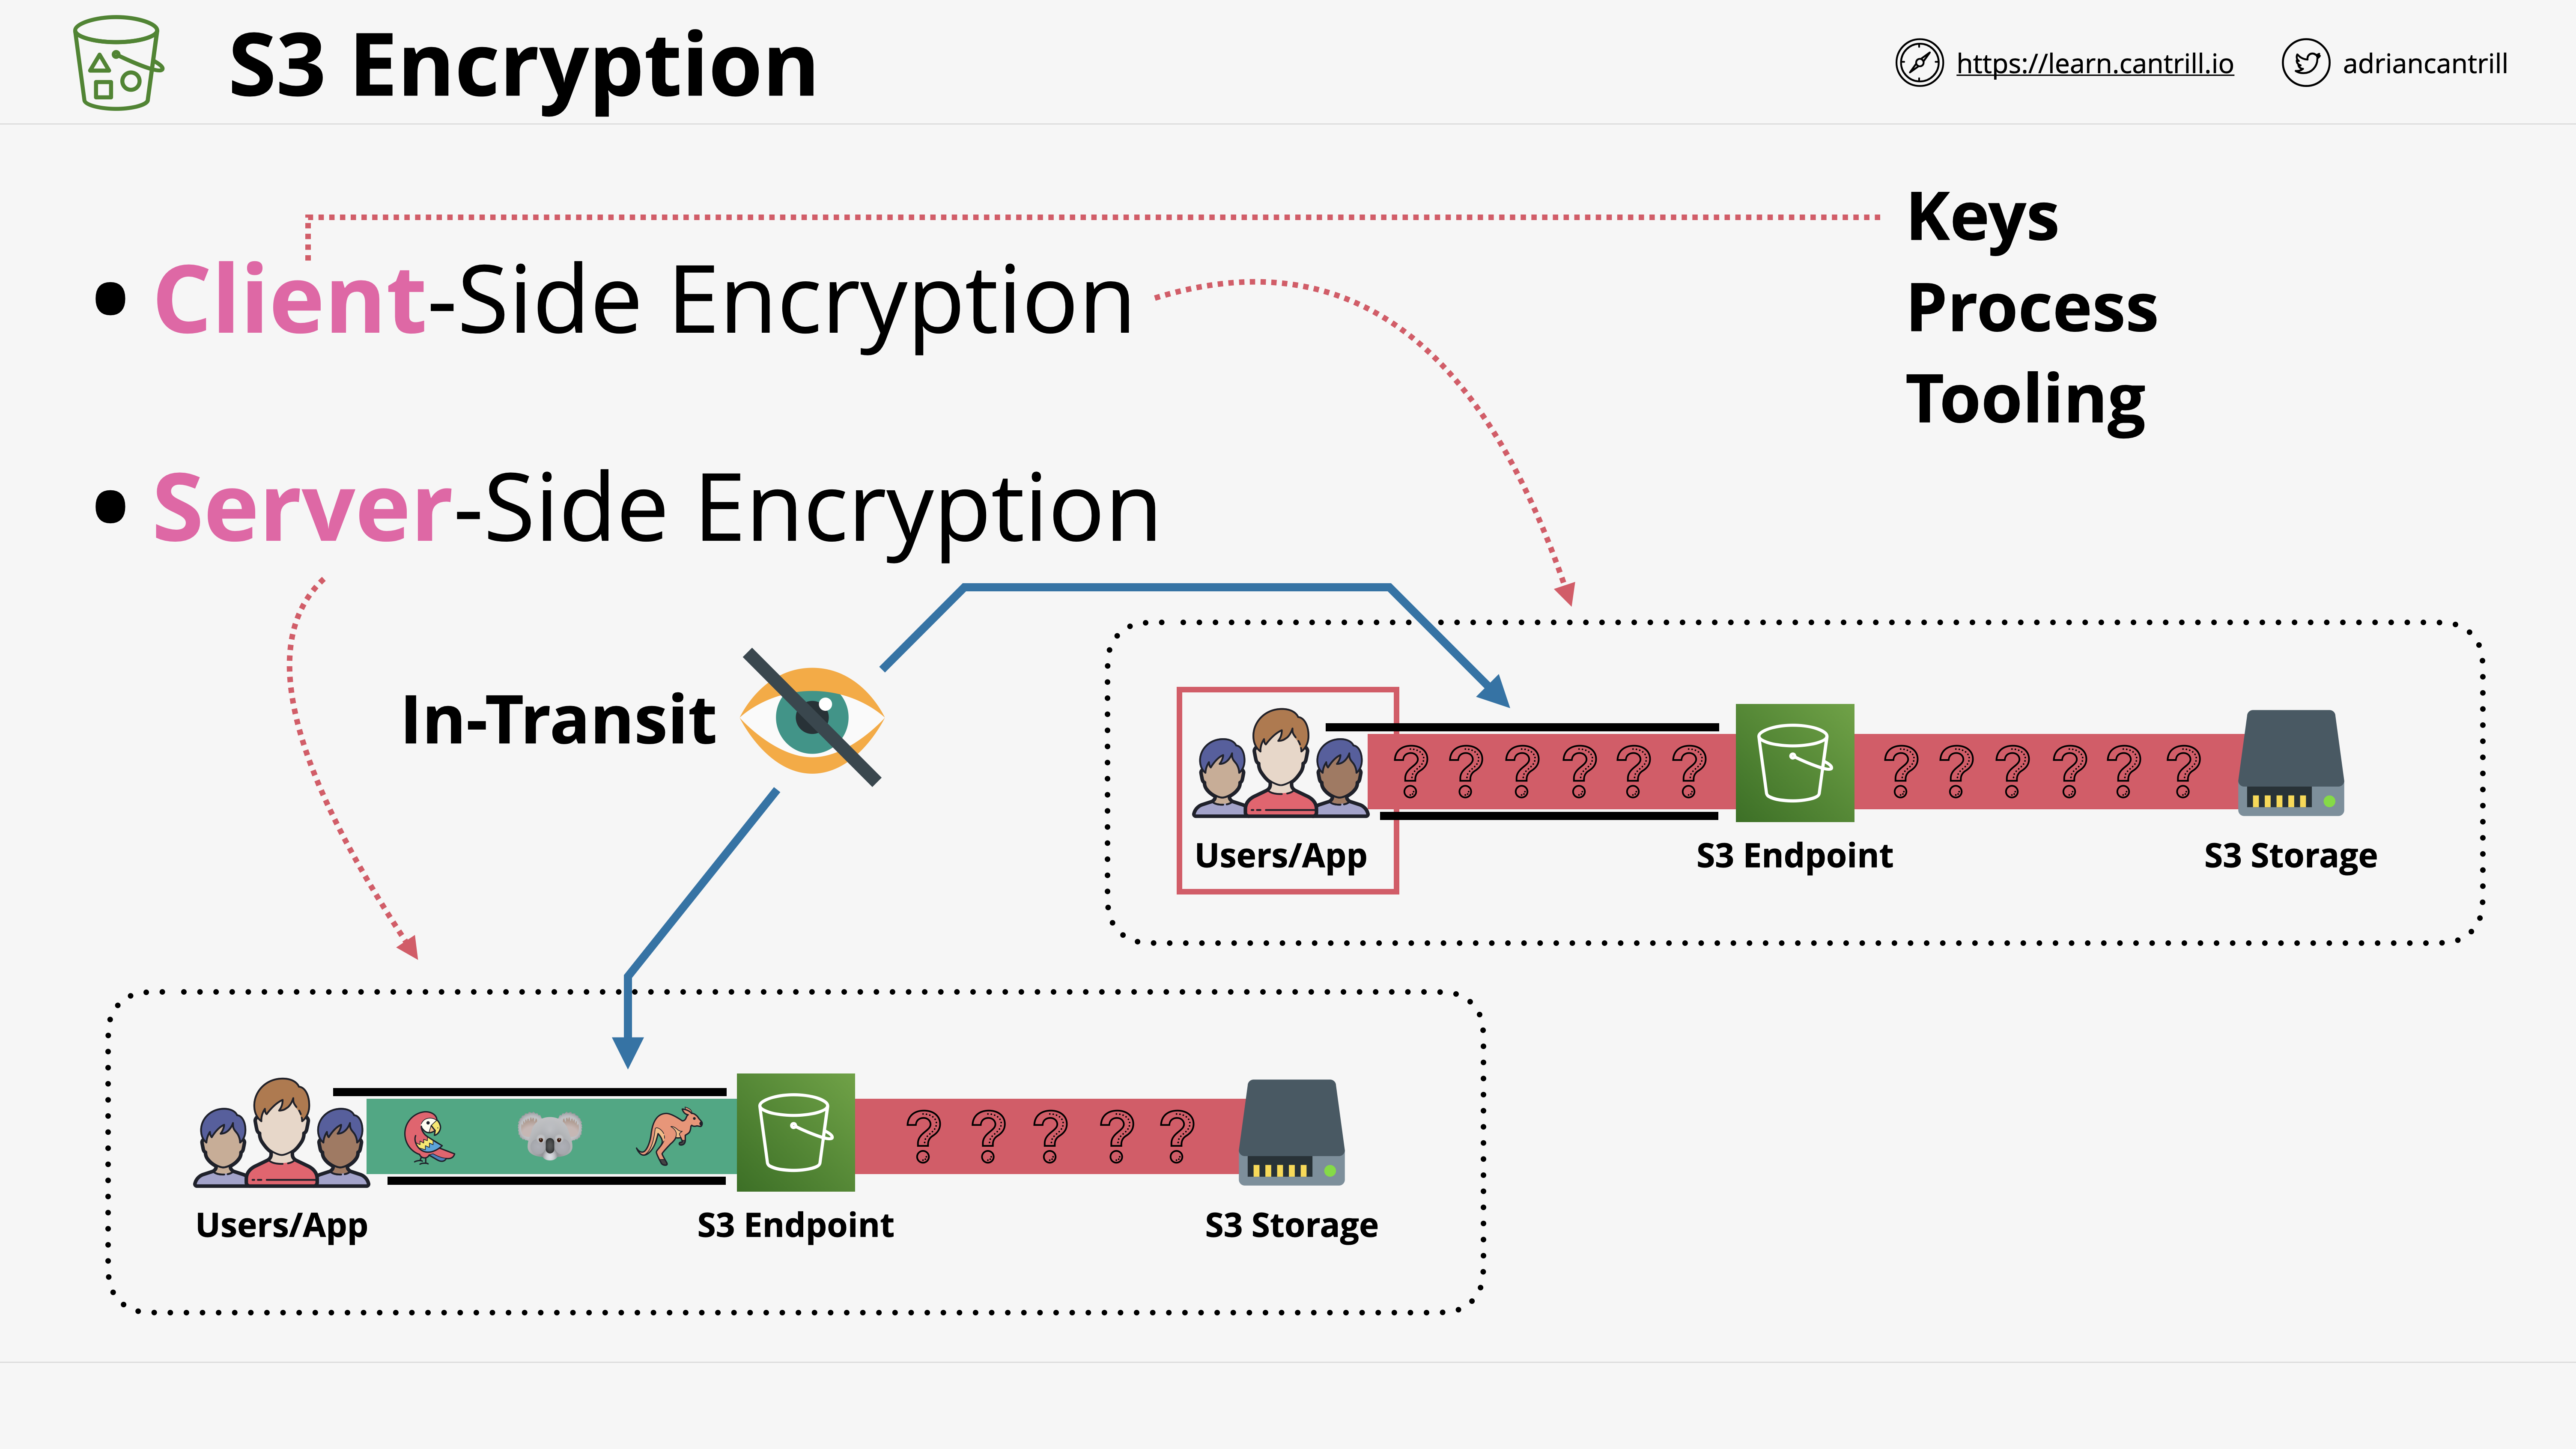 S3 Encryption
https://learn.cantrill.io
adriancantrill
Keys
Process
Tooling
• Client-Side Encryption
• Server-Side Encryption
In-Transit
Users/App
S3 Endpoint
S3 Storage
Users/App
S3 Endpoint
S3 Storage